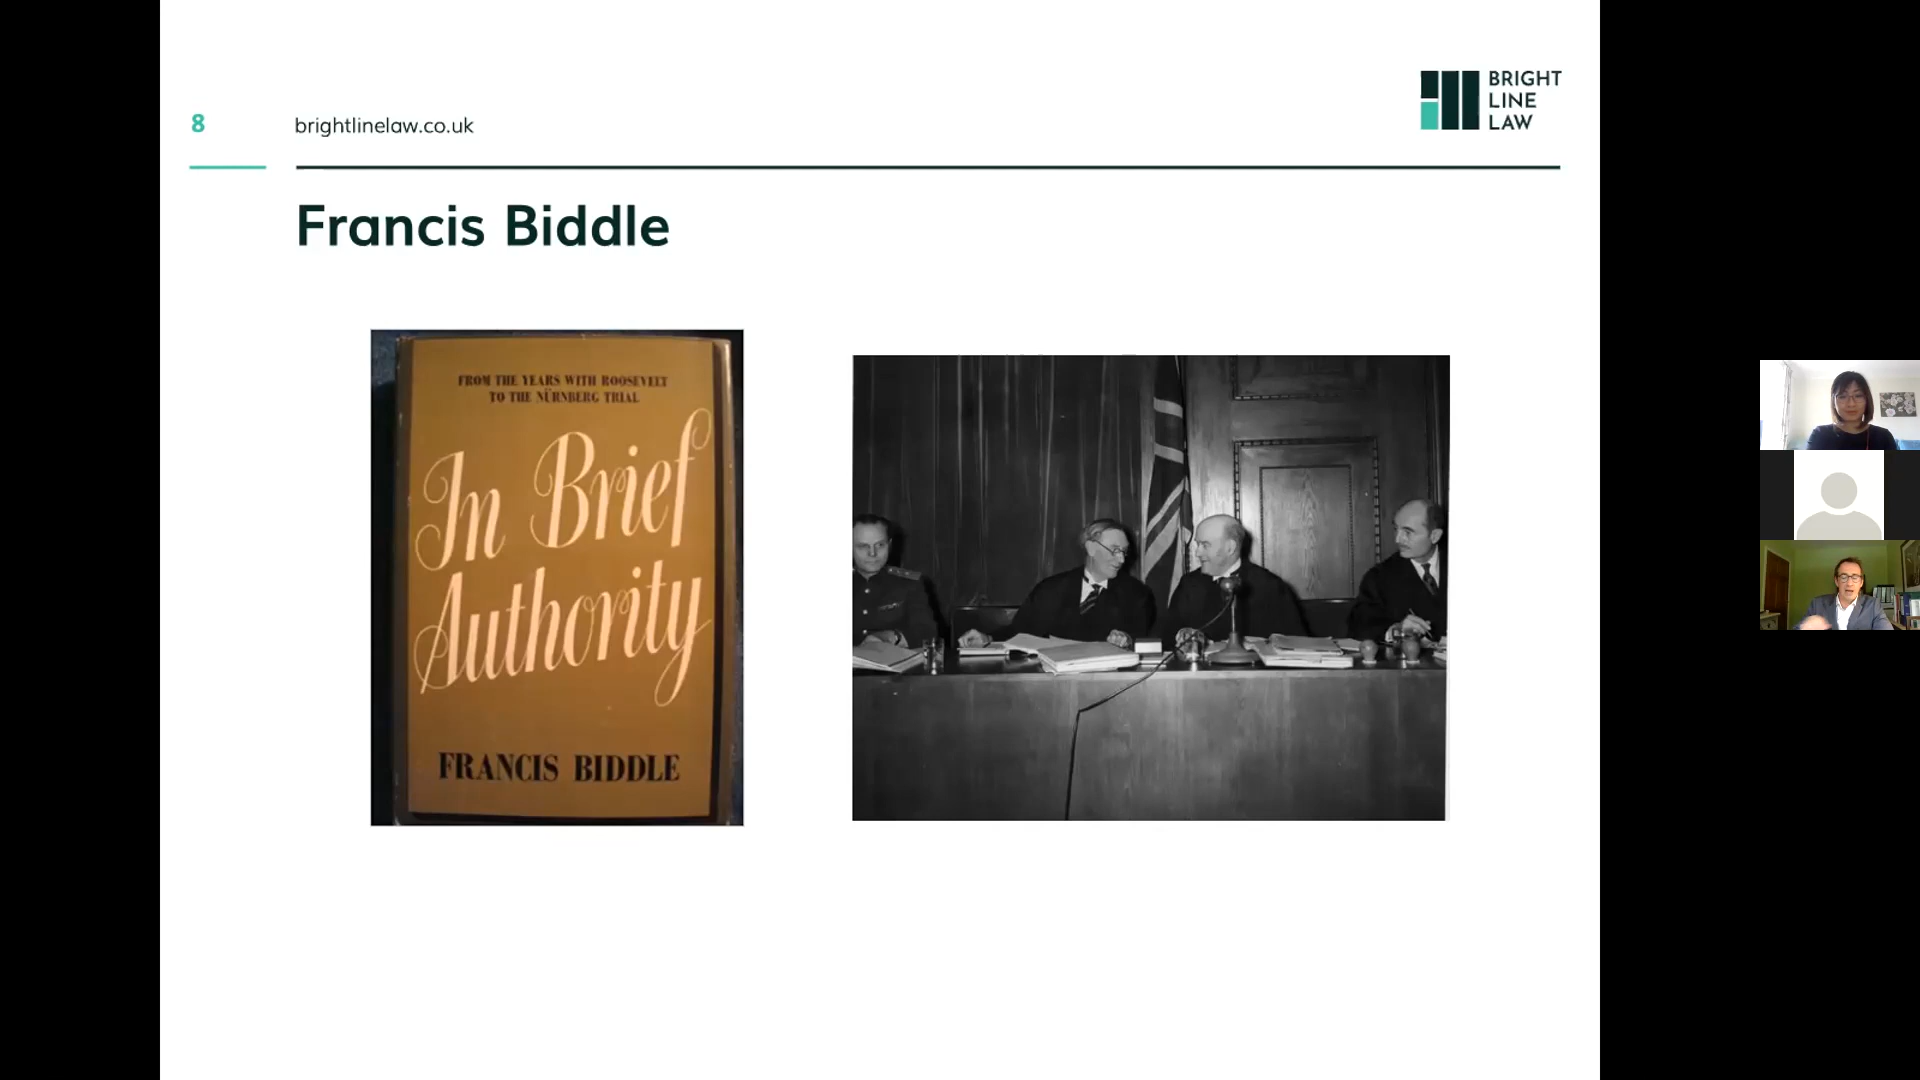 8
brightlinelaw.co.uk
BRIGHT
LINE
LAW
Francis Biddle
FROM THE YEARS WITH ROOSEVELT
TO THE NÜRNBERG TRIAL
In Brief
Authority
FRANCIS BIDDLE